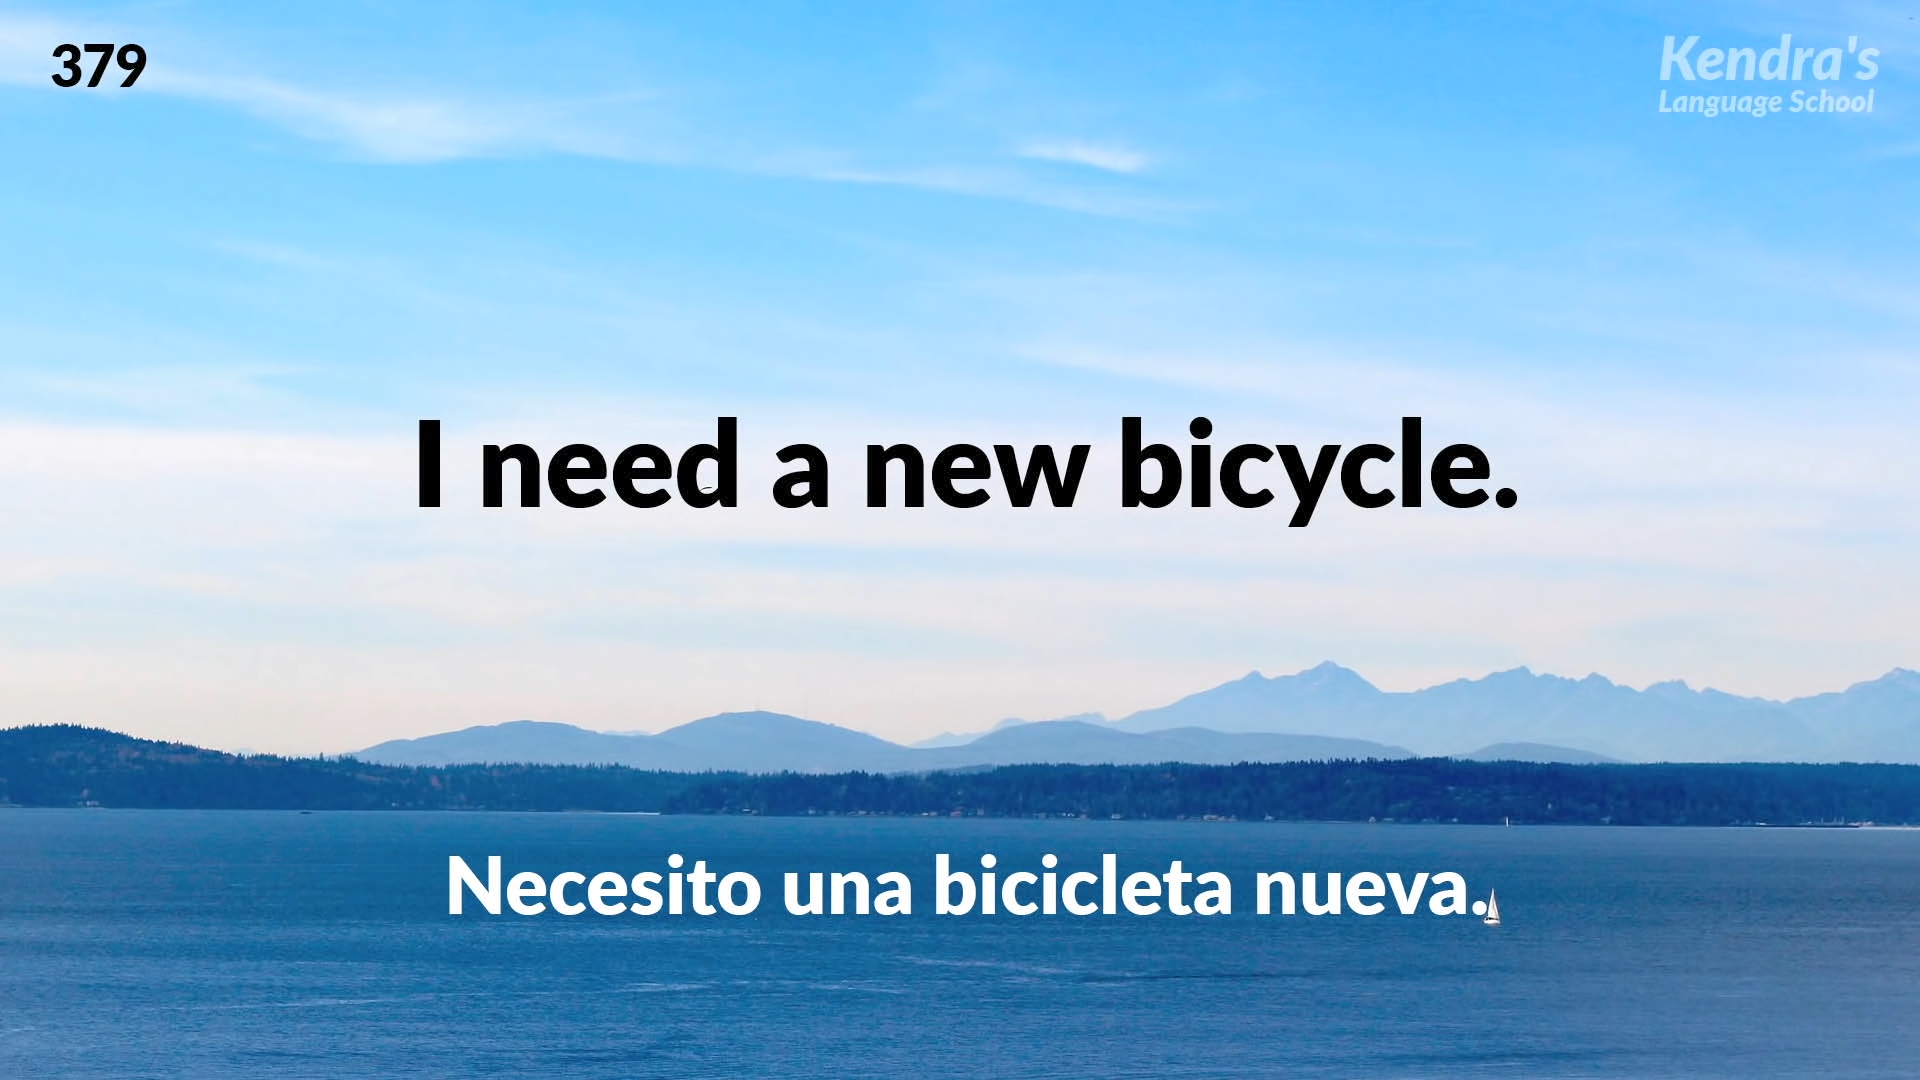 379
Kendra's
Language School
I need a new bicycle.
Necesito una bicicleta nueva.